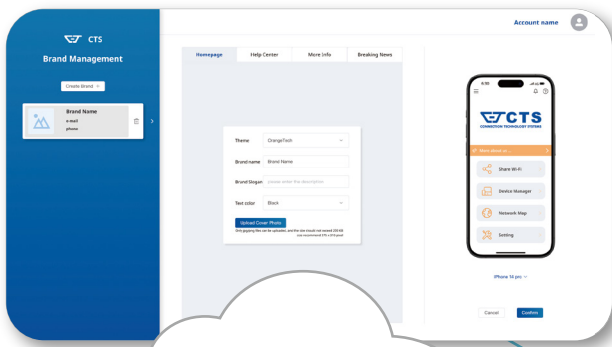 Account name
CTS
Brand Management
Create Brand
Brand Name
e-mail
phone
Homepage
Help Center
More Info
Breaking News
Theme
OrangeTech
Brand name
Brand Name
Brand Slogan
please enter the description
Text color
Black
Upload Cover Photo
CTS
CONNECTION TECHNOLOGY SYSTEMS
Share Wi-Fi
Device Manager
Network Map
Setting
iPhone 14 pro
Cancel
Confirm